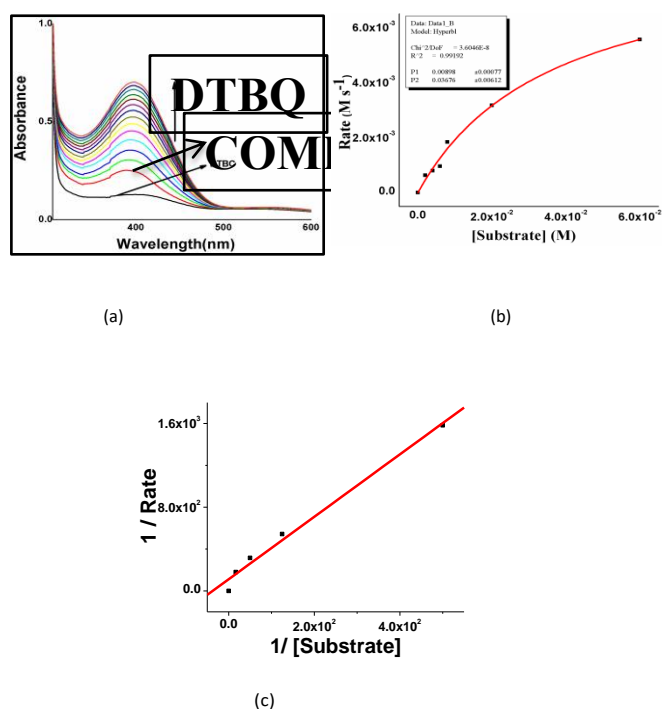 1.0
0.5
0.0
Absorbance
DTBQ
COMI
TBC
400
500
600
Wavelength(nm)
(a)
Data: Data1_B
Model: Hyperbl
Chi^2/DoF = 3.6046E-8
R^2 = 0.99192
P1 0.00898 ±0.00077
P2 0.03676 ±0.00612
6.0x10⁻³
4.0x10⁻³
2.0x10⁻³
0.0
Rate (M s⁻¹)
0.0
2.0x10⁻²
4.0x10⁻²
6.0x10⁻²
[Substrate] (M)
(b)
1.6x10³
8.0x10²
0.0
1 / Rate
0.0
2.0x10²
4.0x10²
1/ [Substrate]
(c)